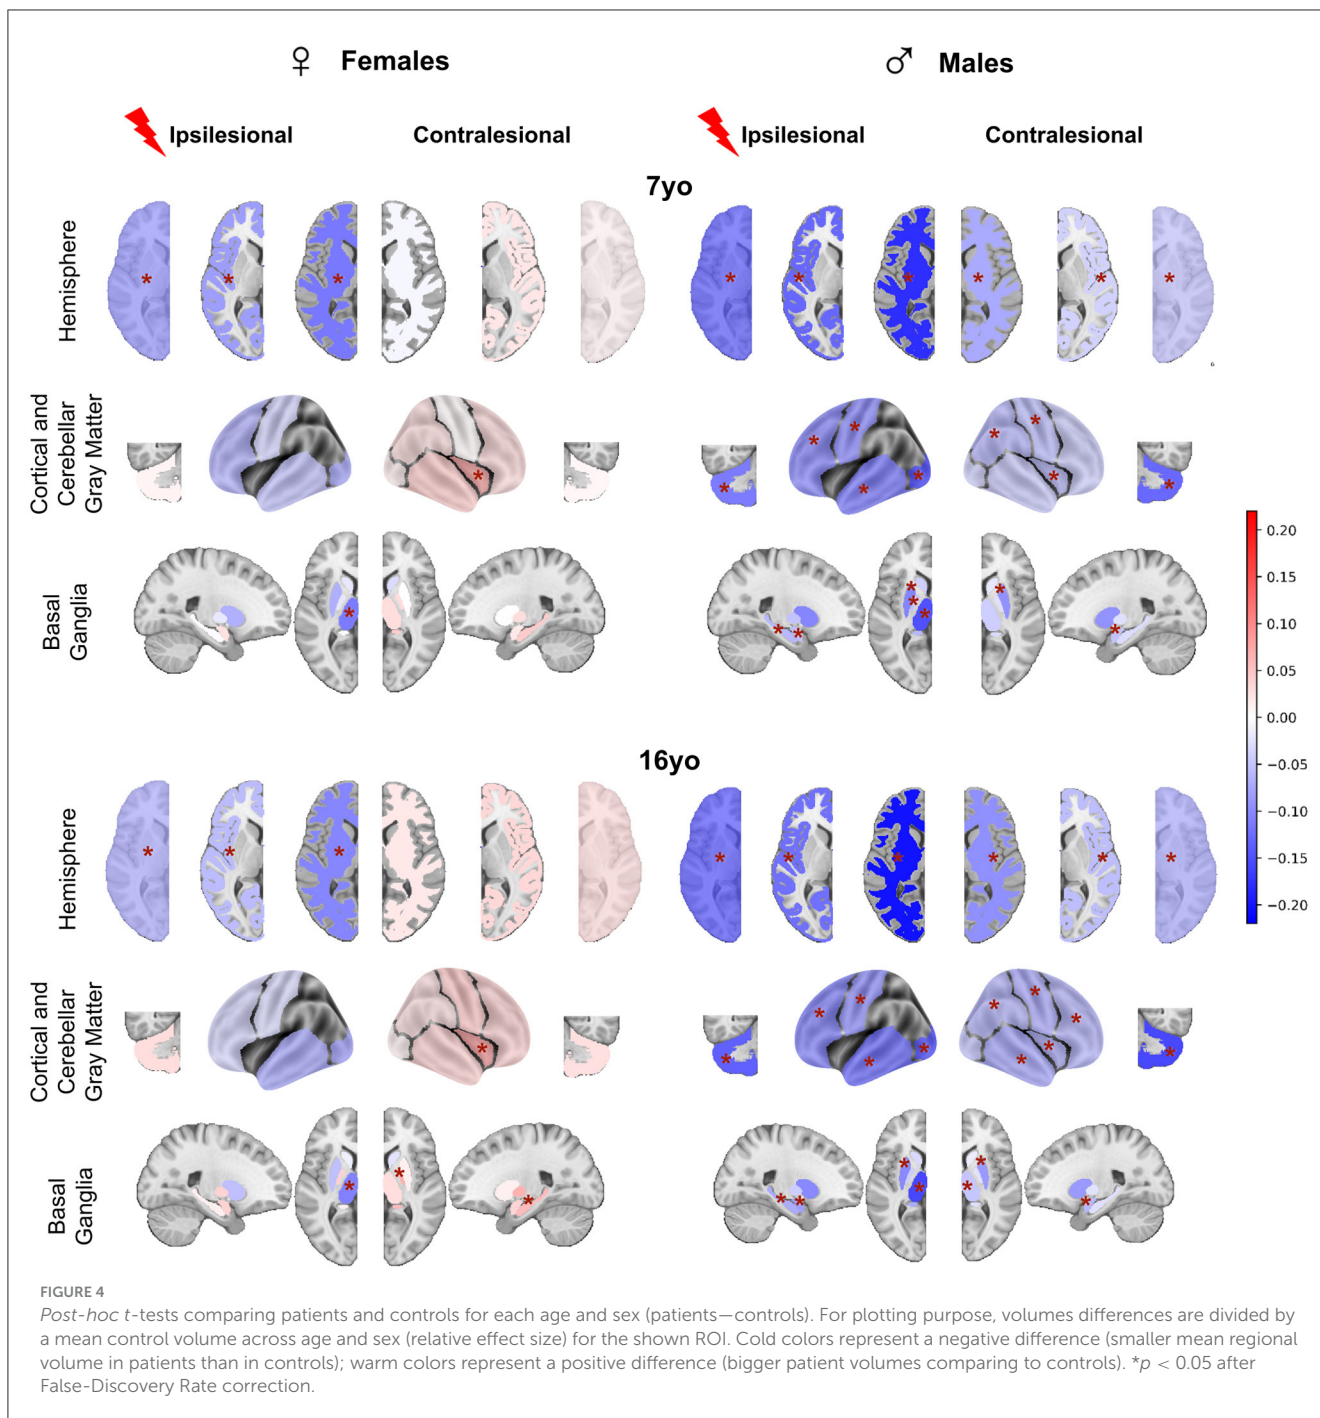 ♀ Females
♂ Males
Ipsilesional
Contralesional
Ipsilesional
Contralesional
7yo
Hemisphere
* * *
* * * * * *
6
Cortical and
Cerebellar
Gray Matter
*
* * * * * * * * *
Basal
Ganglia
*
* * * * * * *
0.20
0.15
0.10
0.05
0.00
−0.05
−0.10
−0.15
−0.20
16yo
Hemisphere
* * *
* * * * * *
Cortical and
Cerebellar
Gray Matter
*
* * * * * * * * * * *
Basal
Ganglia
* * *
* * * * * * *
FIGURE 4
Post-hoc t-tests comparing patients and controls for each age and sex (patients—controls). For plotting purpose, volumes differences are divided by
a mean control volume across age and sex (relative effect size) for the shown ROI. Cold colors represent a negative difference (smaller mean regional
volume in patients than in controls); warm colors represent a positive difference (bigger patient volumes comparing to controls). *p < 0.05 after
False-Discovery Rate correction.